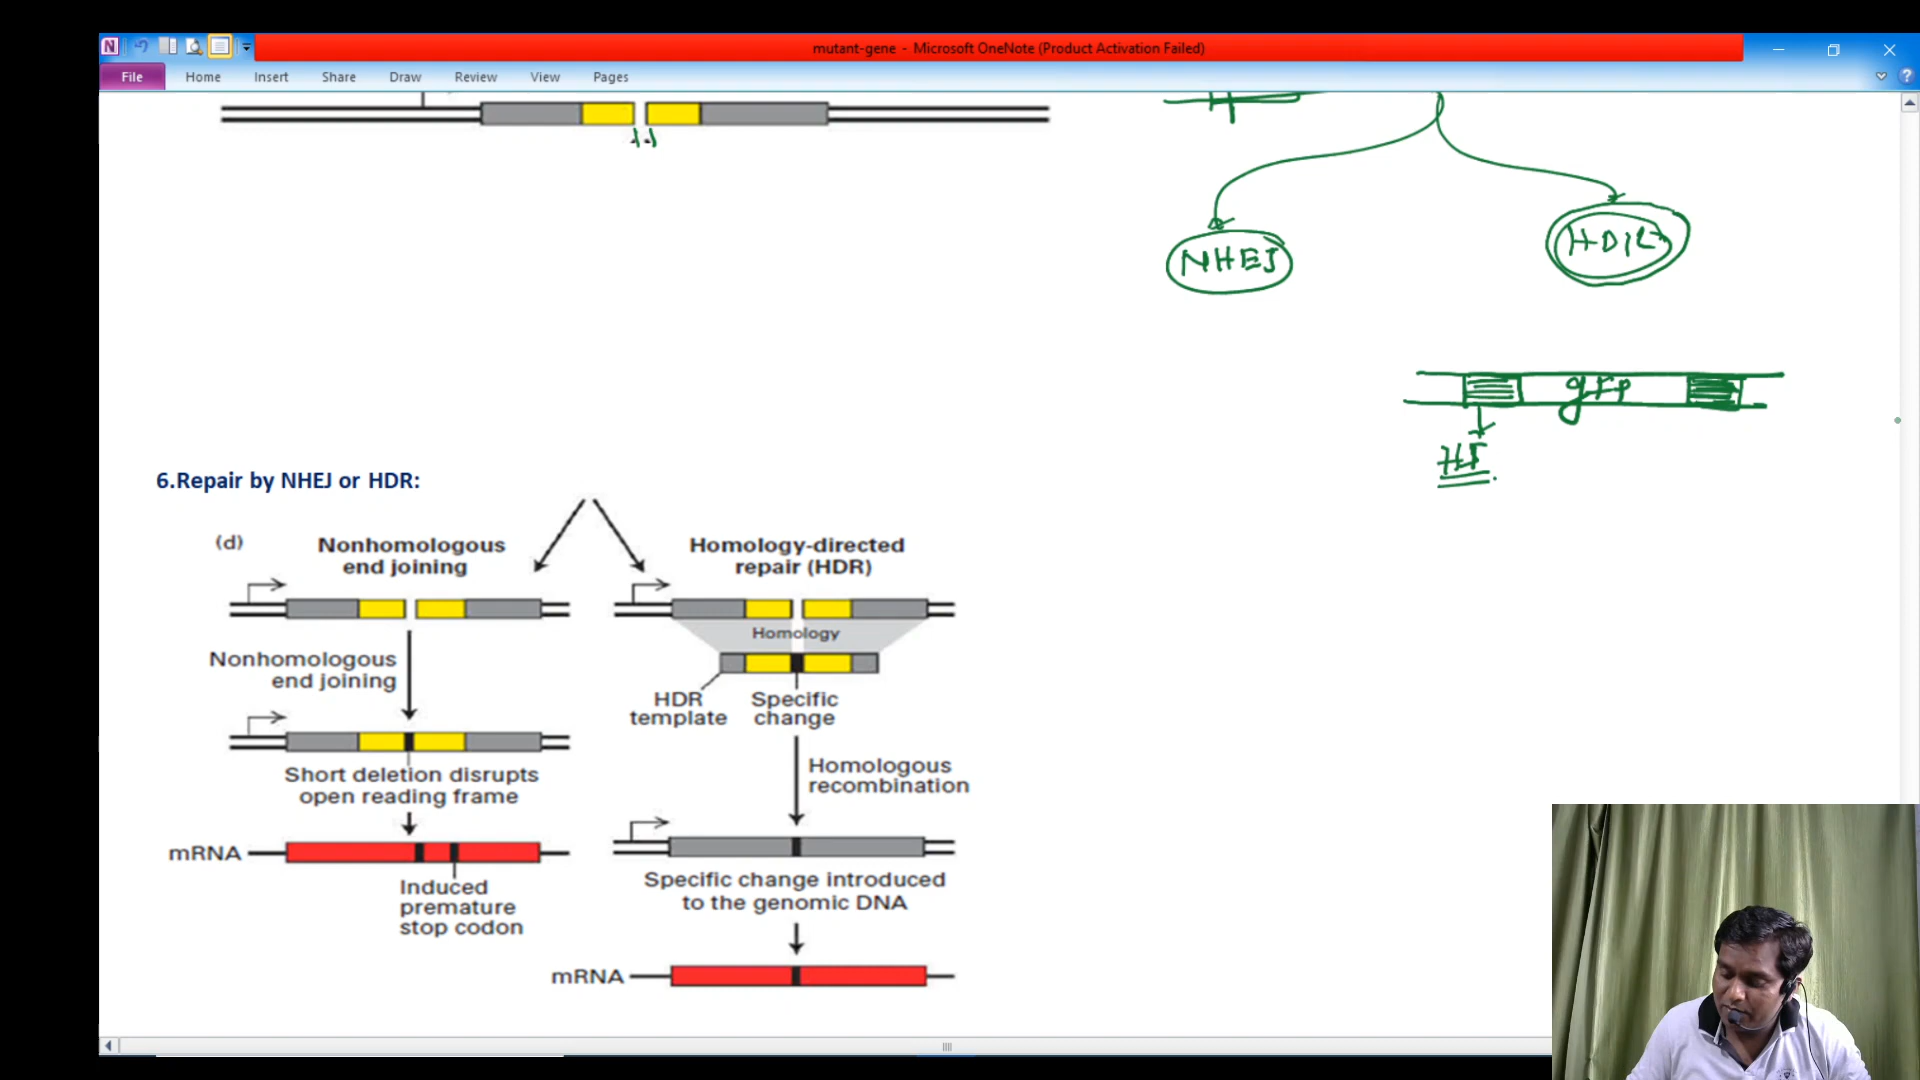 mutant-gene - Microsoft OneNote (Product Activation Failed)
File Home Insert Share Draw Review View Pages
NHEJ
HDR
gFP
6.Repair by NHEJ or HDR:
(d)
Nonhomologous
end joining
Homology-directed
repair (HDR)
Homology
Nonhomologous
end joining
HDR
template
Specific
change
Short deletion disrupts
open reading frame
Homologous
recombination
mRNA
Induced
premature
stop codon
Specific change introduced
to the genomic DNA
mRNA